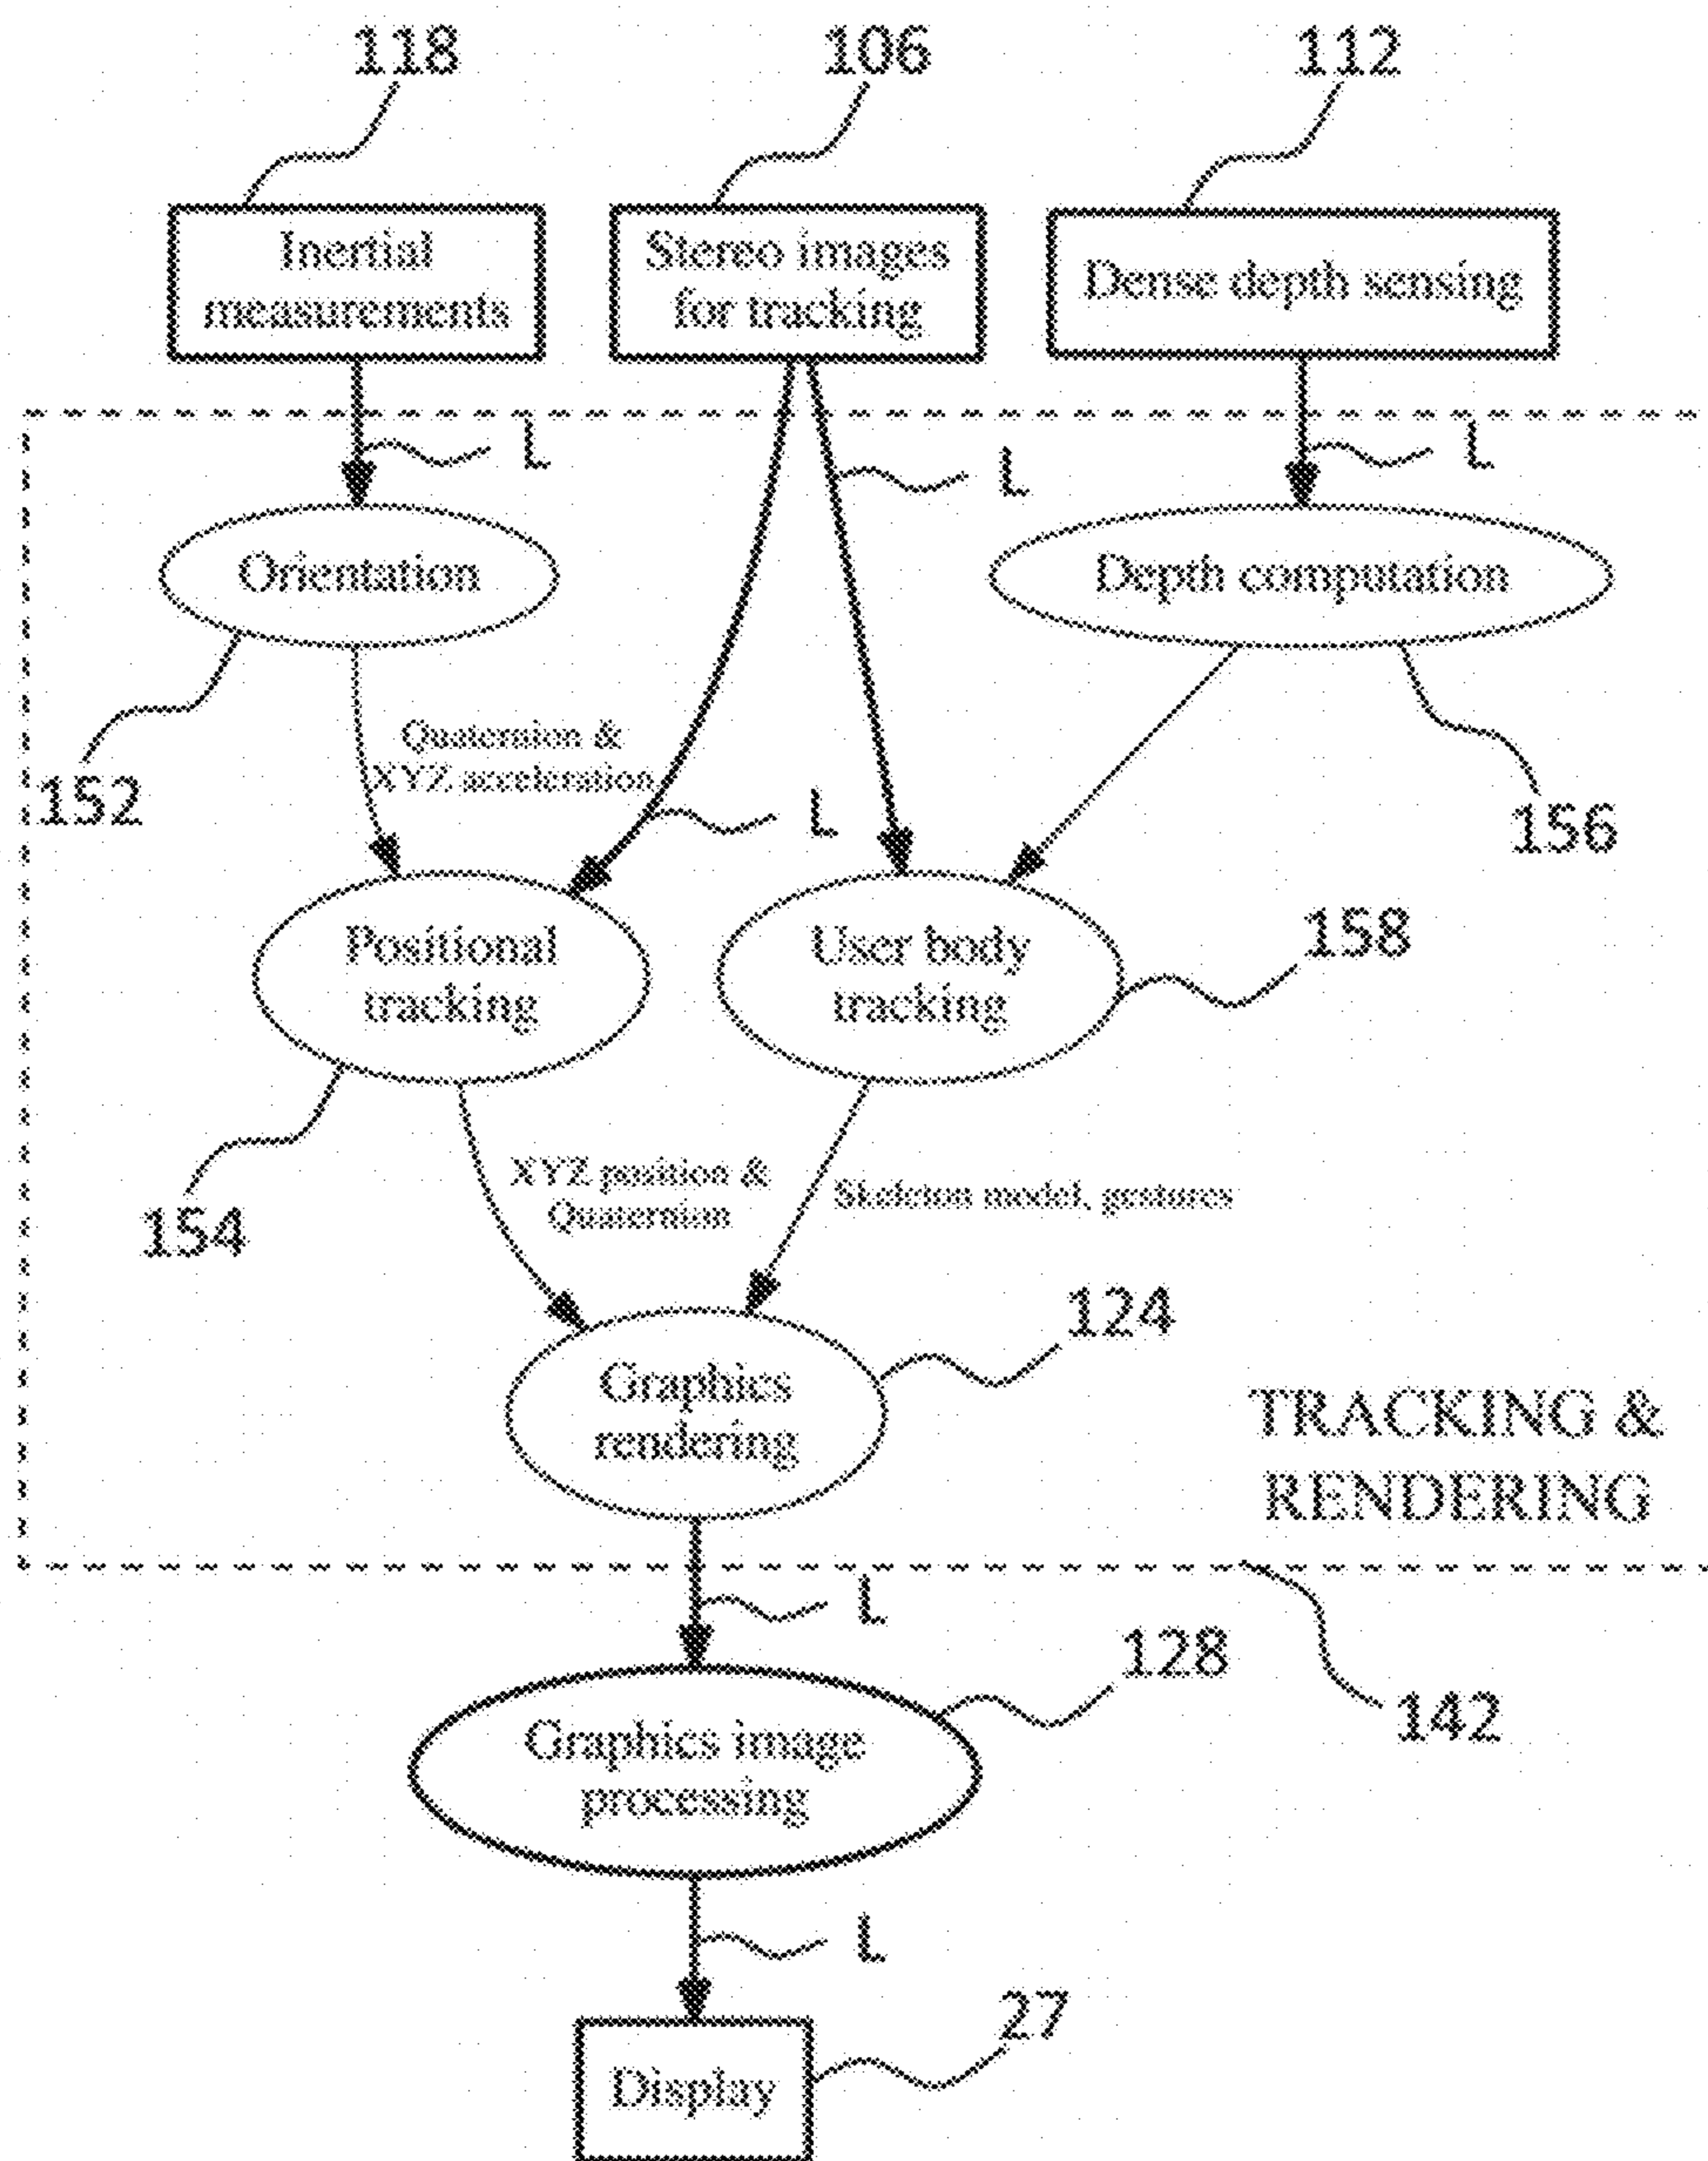 118
106
112
Inertial
measurements
Stereo images
for tracking
Dense depth sensing
L
L
L
Orientation
Depth computation
Quaternion &
XYZ acceleration
152
L
156
Positional
tracking
User body
tracking
158
XYZ position &
Quaternian
Skeleton model, gestures
154
124
Graphics
rendering
TRACKING &
RENDERING
L
128
142
Graphics image
processing
L
27
Display